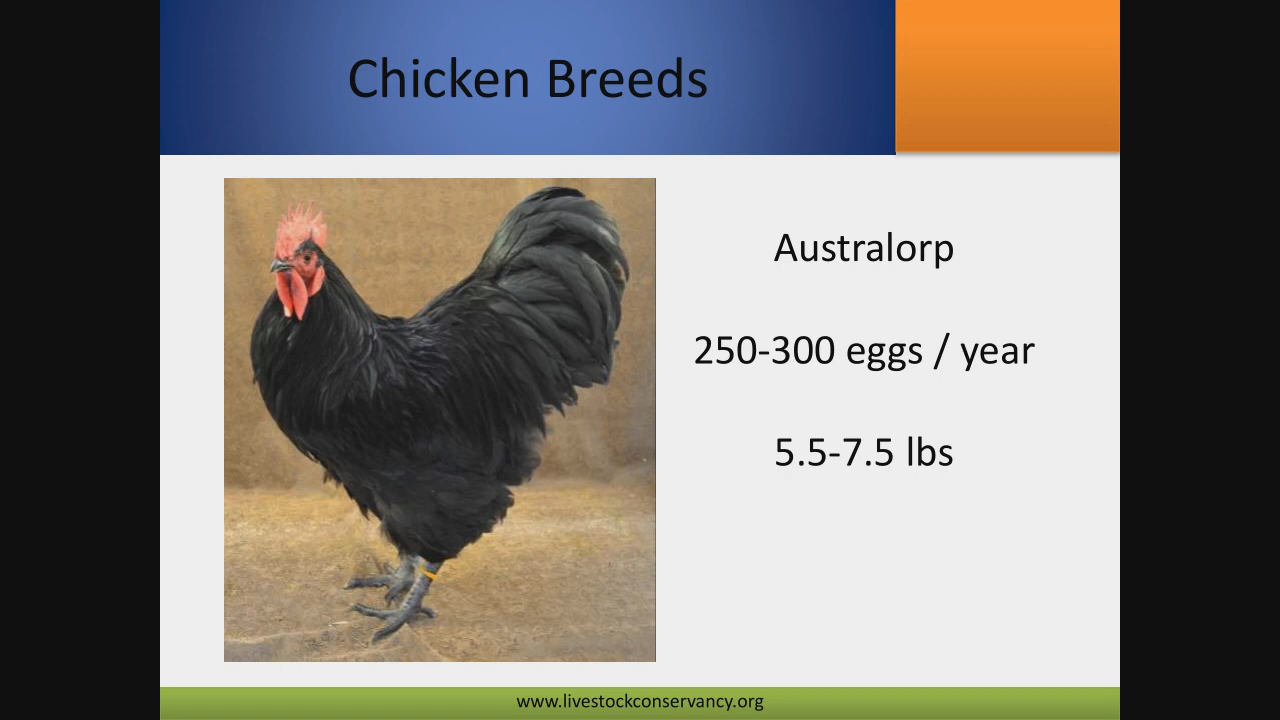 Chicken Breeds
Australorp
250-300 eggs / year
5.5-7.5 lbs
www.livestockconservancy.org